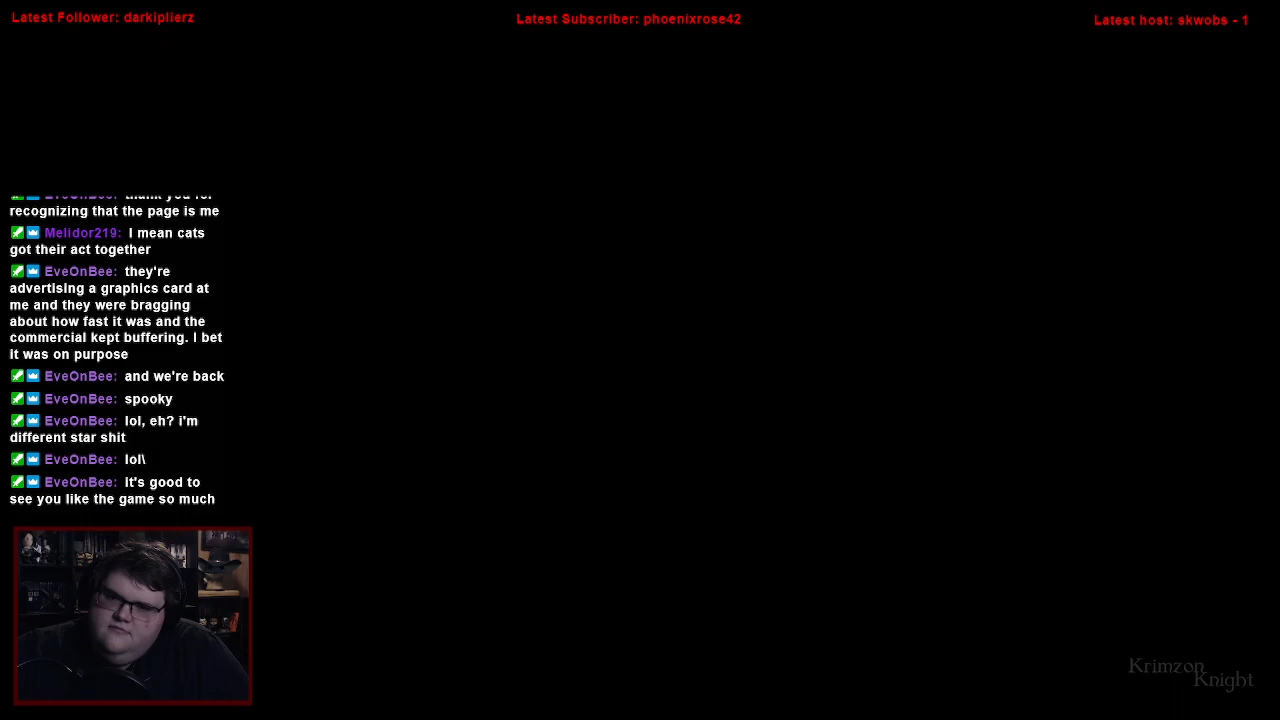 Latest Follower: darkiplierz
Latest Subscriber: phoenixrose42
Latest host: skwobs - 1
EveOnBee: thank you for
recognizing that the page is me
Melidor219: I mean cats
got their act together
EveOnBee: they're
advertising a graphics card at
me and they were bragging
about how fast it was and the
commercial kept buffering. I bet
it was on purpose
EveOnBee: and we're back
EveOnBee: spooky
EveOnBee: lol, eh? i'm
different star shit
EveOnBee: lol\
EveOnBee: it's good to
see you like the game so much
Krimzon
Knight